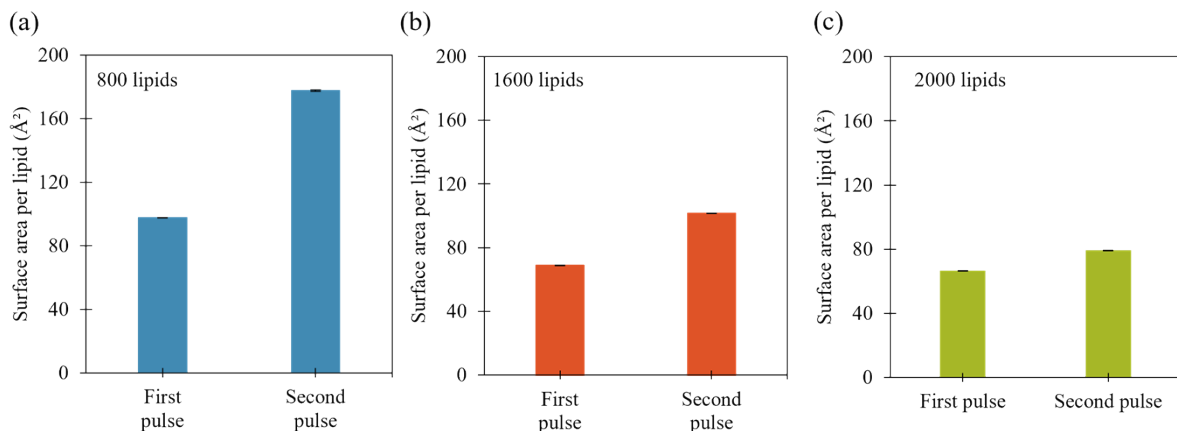 (a)
800 lipids
Surface area per lipid (Å²)
200
160
120
80
40
0
First
pulse
Second
pulse
(b)
1600 lipids
Surface area per lipid (Å²)
200
160
120
80
40
0
First
pulse
Second
pulse
(c)
2000 lipids
Surface area per lipid (Å²)
200
160
120
80
40
0
First pulse
Second pulse